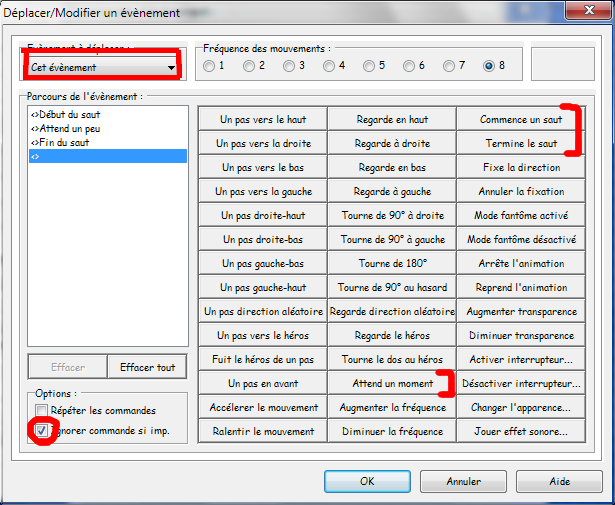 Déplacer/Modifier un évènement
Evènement à déplacer :
Cet évènement
Fréquence des mouvements :
1 2 3 4 5 6 7 8
Parcours de l'évènement :
<>Début du saut
<>Attend un peu
<>Fin du saut
<>
Effacer Effacer tout
Options :
Répéter les commandes
Ignorer commande si imp.
Un pas vers le haut Regarde en haut Commence un saut
Un pas vers la droite Regarde à droite Termine le saut
Un pas vers le bas Regarde en bas Fixe la direction
Un pas vers la gauche Regarde à gauche Annuler la fixation
Un pas droite-haut Tourne de 90° à droite Mode fantôme activé
Un pas droite-bas Tourne de 90° à gauche Mode fantôme désactivé
Un pas gauche-bas Tourne de 180° Arrête l'animation
Un pas gauche-haut Tourne de 90° au hasard Reprend l'animation
Un pas direction aléatoire Regarde direction aléatoire Augmenter transparence
Un pas vers le héros Regarde le héros Diminuer transparence
Fuit le héros de un pas Tourne le dos au héros Activer interrupteur...
Un pas en avant Attend un moment Désactiver interrupteur...
Accélerer le mouvement Augmenter la fréquence Changer l'apparence...
Ralentir le mouvement Diminuer la fréquence Jouer effet sonore...
OK Annuler Aide